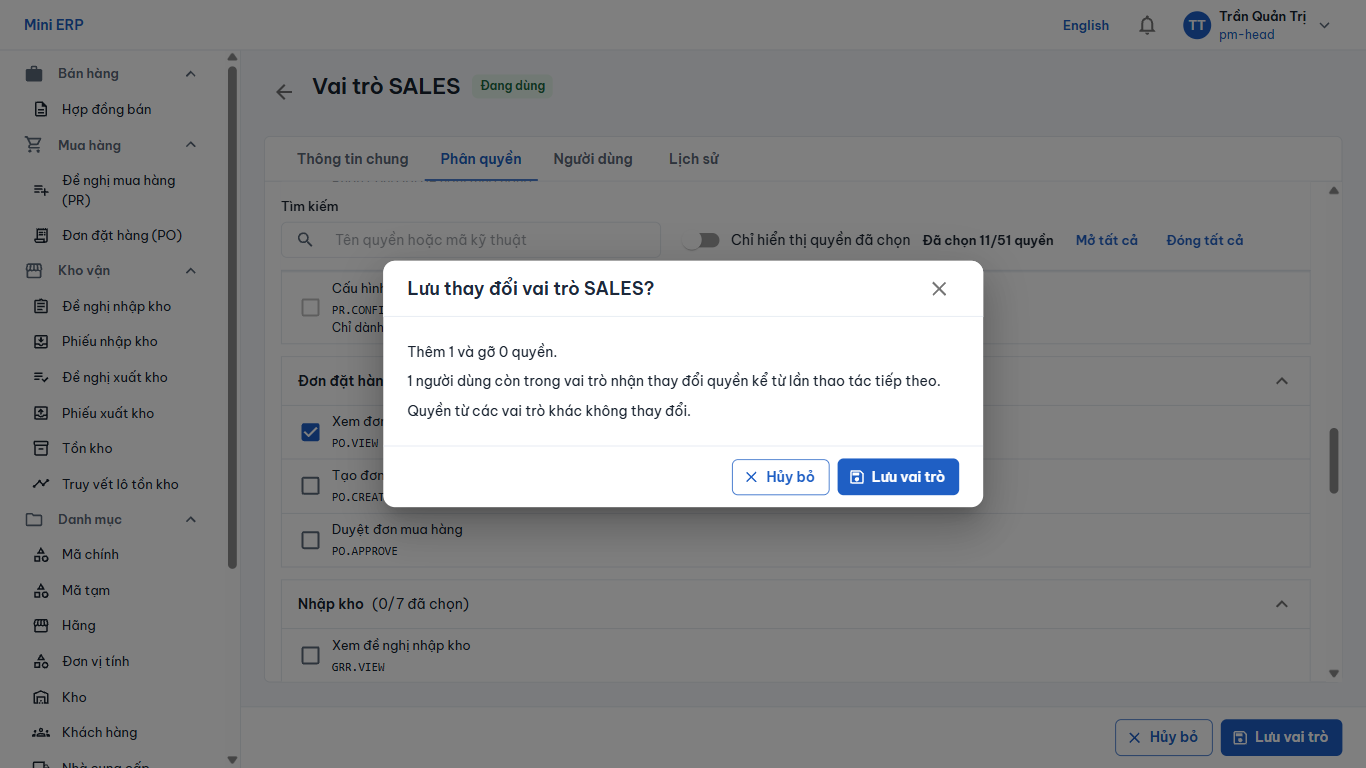 Mini ERP
English
TT
Trần Quản Trị
pm-head
Bán hàng
Hợp đồng bán
Mua hàng
Đề nghị mua hàng
(PR)
Đơn đặt hàng (PO)
Kho vận
Đề nghị nhập kho
Phiếu nhập kho
Đề nghị xuất kho
Phiếu xuất kho
Tồn kho
Truy vết lô tồn kho
Danh mục
Mã chính
Mã tạm
Hãng
Đơn vị tính
Kho
Khách hàng
Nhà cung cấp
Vai trò SALES
Đang dùng
Thông tin chung
Phân quyền
Người dùng
Lịch sử
Tìm kiếm
Tên quyền hoặc mã kỹ thuật
Chỉ hiển thị quyền đã chọn
Đã chọn 11/51 quyền
Mở tất cả
Đóng tất cả
Cấu hình
PR.CONFI
Chỉ dành
Đơn đặt hàn
Xem đơn
PO.VIEW
Tạo đơn
PO.CREAT
Duyệt đơn mua hàng
PO.APPROVE
Nhập kho (0/7 đã chọn)
Xem đề nghị nhập kho
GRR.VIEW
Lưu thay đổi vai trò SALES?
Thêm 1 và gỡ 0 quyền.
1 người dùng còn trong vai trò nhận thay đổi quyền kể từ lần thao tác tiếp theo.
Quyền từ các vai trò khác không thay đổi.
Hủy bỏ
Lưu vai trò
Hủy bỏ
Lưu vai trò